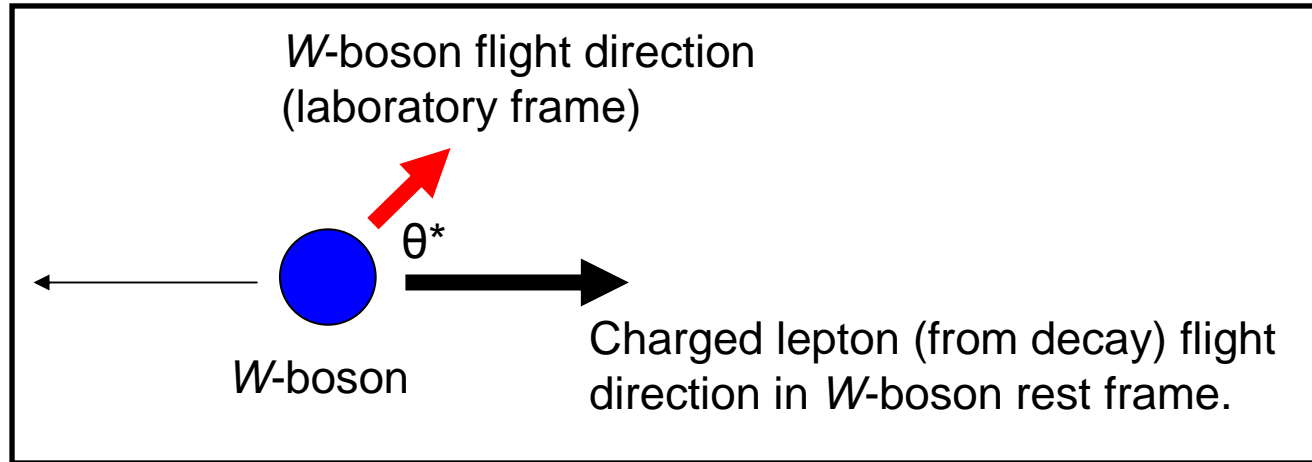 W-boson flight direction
(laboratory frame)
θ*
W-boson
Charged lepton (from decay) flight
direction in W-boson rest frame.